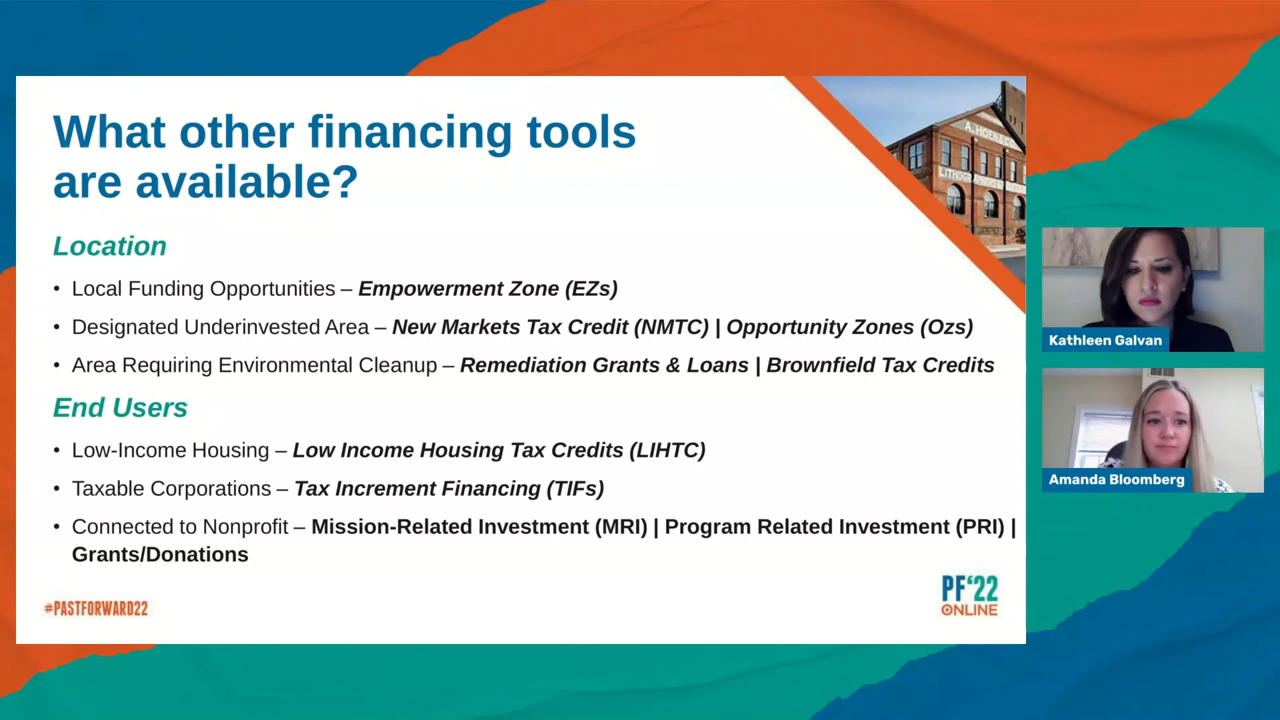 What other financing tools
are available?
A. HOEN & CO
LITHOGRAPHERS
Location
• Local Funding Opportunities – Empowerment Zone (EZs)
• Designated Underinvested Area – New Markets Tax Credit (NMTC) | Opportunity Zones (Ozs)
• Area Requiring Environmental Cleanup – Remediation Grants & Loans | Brownfield Tax Credits
End Users
• Low-Income Housing – Low Income Housing Tax Credits (LIHTC)
• Taxable Corporations – Tax Increment Financing (TIFs)
• Connected to Nonprofit – Mission-Related Investment (MRI) | Program Related Investment (PRI) |
Grants/Donations
#PASTFORWARD22
PF‘22
ONLINE
Kathleen Galvan
Amanda Bloomberg